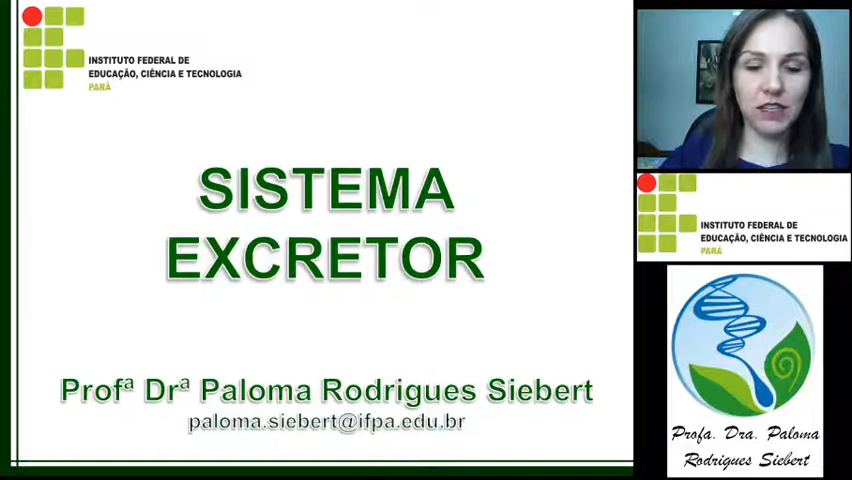 INSTITUTO FEDERAL DE
EDUCAÇÃO, CIÊNCIA E TECNOLOGIA
PARÁ
SISTEMA
EXCRETOR
Profª Drª Paloma Rodrigues Siebert
paloma.siebert@ifpa.edu.br
INSTITUTO FEDERAL DE
EDUCAÇÃO, CIÊNCIA E TECNOLOGIA
PARÁ
Profa. Dra. Paloma
Rodrigues Siebert